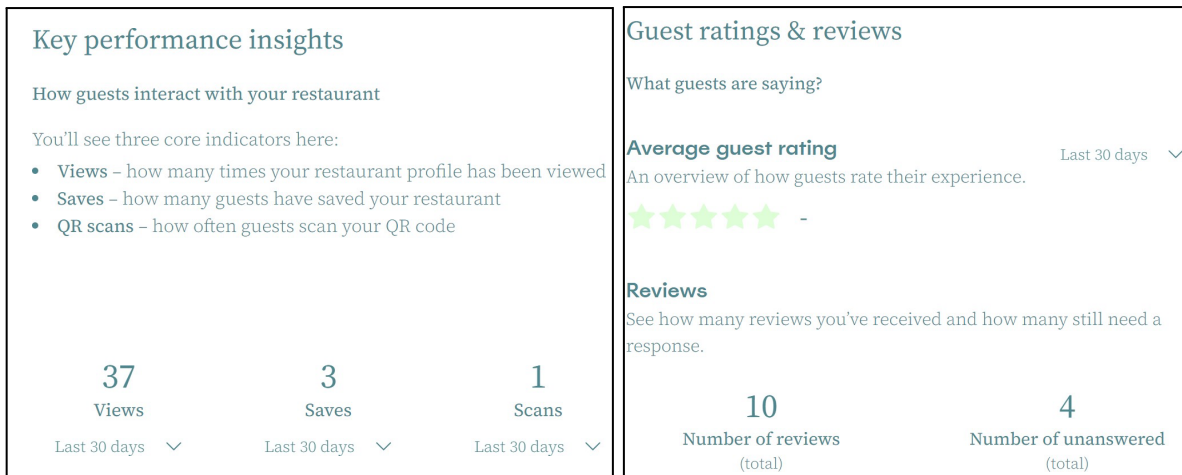 Key performance insights
How guests interact with your restaurant
You’ll see three core indicators here:
• Views – how many times your restaurant profile has been viewed
• Saves – how many guests have saved your restaurant
• QR scans – how often guests scan your QR code
37
Views
Last 30 days
3
Saves
Last 30 days
1
Scans
Last 30 days
Guest ratings & reviews
What guests are saying?
Average guest rating
Last 30 days
An overview of how guests rate their experience.
-
Reviews
See how many reviews you’ve received and how many still need a
response.
10
Number of reviews
(total)
4
Number of unanswered
(total)